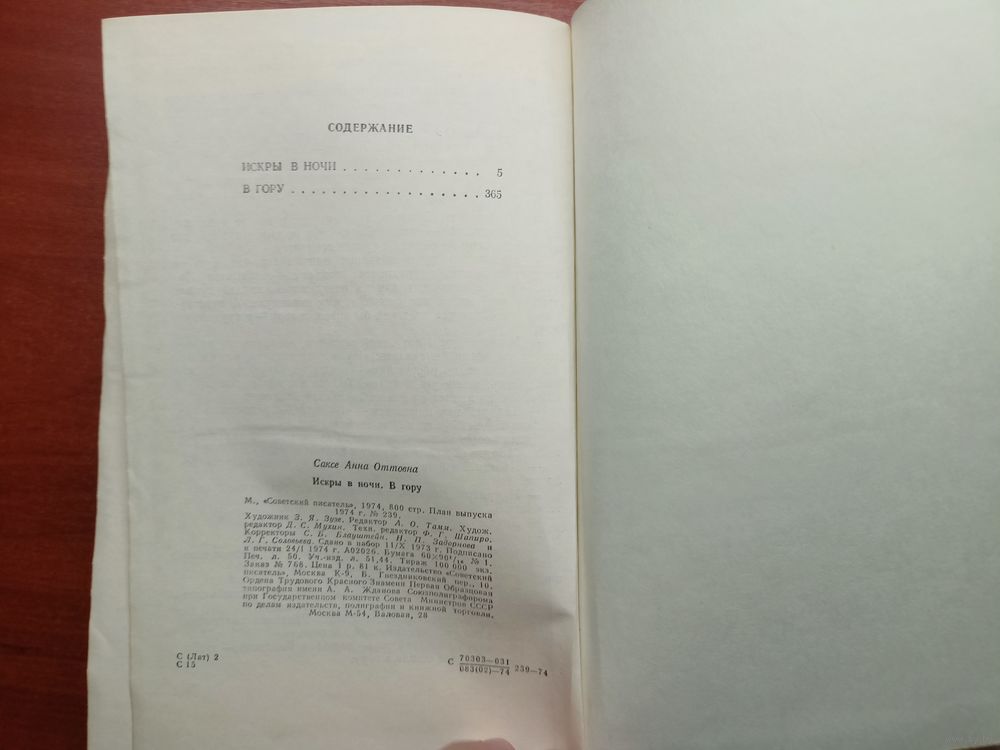 СОДЕРЖАНИЕ
ИСКРЫ В НОЧИ . . . . . . . . . . . . . 5
В ГОРУ . . . . . . . . . . . . . . . . . . 365
Саксе Анна Оттовна
Искры в ночи. В гору
М., «Советский писатель», 1974, 800 стр. План выпуска
1974 г. № 239.
Художник З. Я. Зузе. Редактор А. О. Тамм. Худож.
редактор Д. С. Мухин. Техн. редактор Ф. Г. Шапиро.
Корректоры С. Б. Блауштейн, Н. П. Задорнова и
Л. Г. Соловьева. Сдано в набор 11/X 1973 г. Подписано
к печати 24/I 1974 г. А02026. Бумага 60×90¹/₁₆ № 1.
Печ. л. 50. Уч.-изд. л. 51,44. Тираж 100 000 экз.
Заказ № 768. Цена 1 р. 81 к. Издательство «Советский
писатель», Москва К-9, Б. Гнездниковский пер., 10.
Ордена Трудового Красного Знамени Первая Образцовая
типография имени А. А. Жданова Союзполиграфпрома
при Государственном комитете Совета Министров СССР
по делам издательств, полиграфии и книжной торговли.
Москва М-54, Валовая, 28
С (Лат) 2
С 15
С 70303—031
083(02)—74 239—74